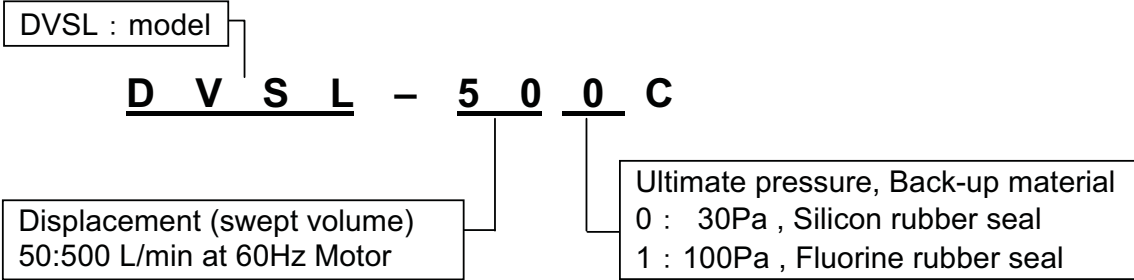 DVSL：model
D V S L – 5 0 0 C
Displacement (swept volume)
50:500 L/min at 60Hz Motor
Ultimate pressure, Back-up material
0： 30Pa , Silicon rubber seal
1：100Pa , Fluorine rubber seal